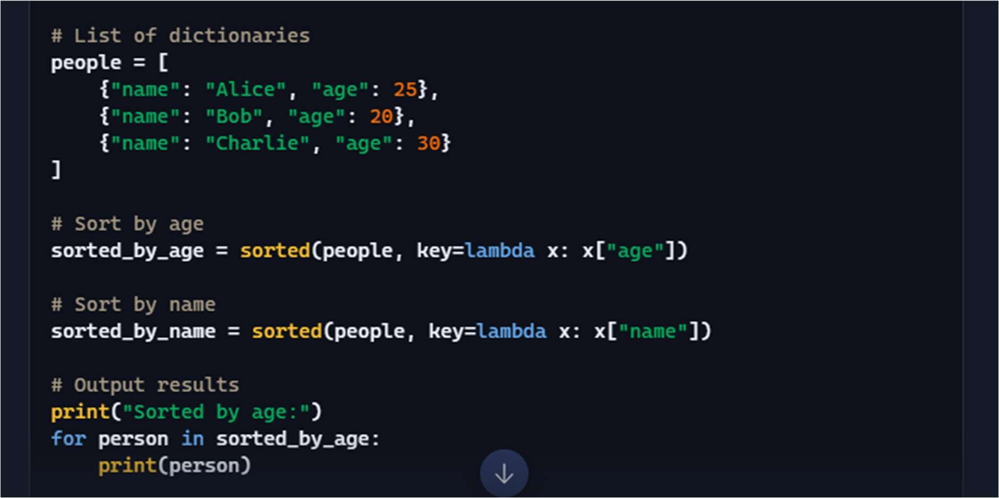 # List of dictionaries
people = [
    {"name": "Alice", "age": 25},
    {"name": "Bob", "age": 20},
    {"name": "Charlie", "age": 30}
]
# Sort by age
sorted_by_age = sorted(people, key=lambda x: x["age"])
# Sort by name
sorted_by_name = sorted(people, key=lambda x: x["name"])
# Output results
print("Sorted by age:")
for person in sorted_by_age:
    print(person)